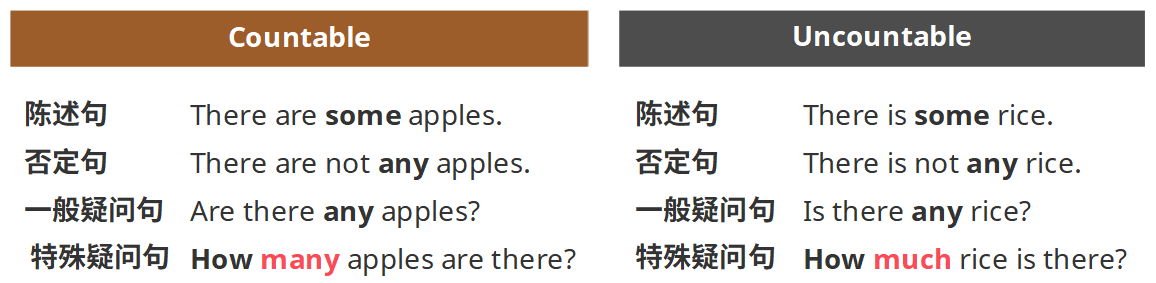 Countable
陈述句 There are some apples.
否定句 There are not any apples.
一般疑问句 Are there any apples?
特殊疑问句 How many apples are there?
Uncountable
陈述句 There is some rice.
否定句 There is not any rice.
一般疑问句 Is there any rice?
特殊疑问句 How much rice is there?